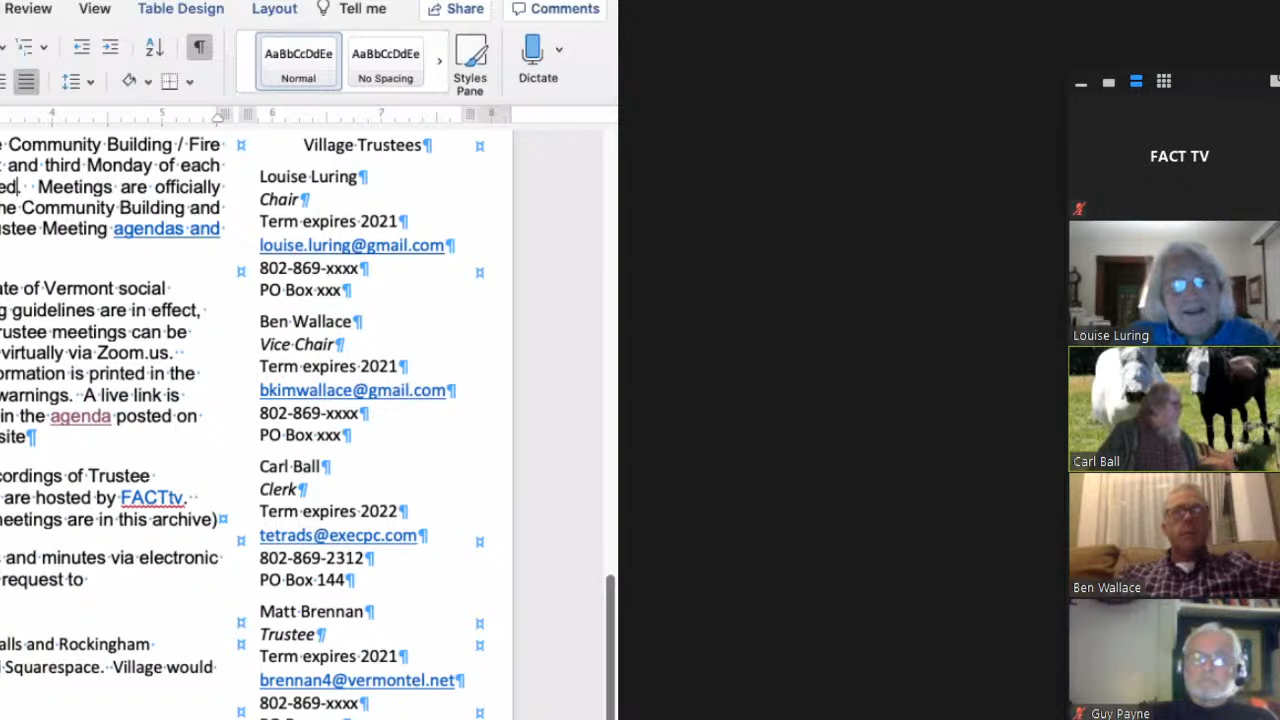 Review View Table Design Layout Tell me Share Comments
AaBbCcDdEe AaBbCcDdEe
Normal No Spacing Styles Pane Dictate
4 5 6 7 8
Community Building / Fire
and third Monday of each
ed. Meetings are officially
he Community Building and
stee Meeting agendas and
ate of Vermont social
g guidelines are in effect,
rustee meetings can be
virtually via Zoom.us.
ormation is printed in the
warnings. A live link is
in the agenda posted on
site¶
cordings of Trustee
are hosted by FACTtv.
meetings are in this archive)¤
s and minutes via electronic
request to
alls and Rockingham
Squarespace. Village would
Village Trustees¶
Louise Luring¶
Chair¶
Term expires 2021¶
louise.luring@gmail.com¶
802-869-xxxx¶
PO Box xxx¶
Ben Wallace¶
Vice Chair¶
Term expires 2021¶
bkimwallace@gmail.com¶
802-869-xxxx¶
PO Box xxx¶
Carl Ball¶
Clerk¶
Term expires 2022¶
tetrads@execpc.com¶
802-869-2312¶
PO Box 144¶
Matt Brennan¶
Trustee¶
Term expires 2021¶
brennan4@vermontel.net¶
802-869-xxxx¶
FACT TV
Louise Luring
Carl Ball
Ben Wallace
Guy Payne